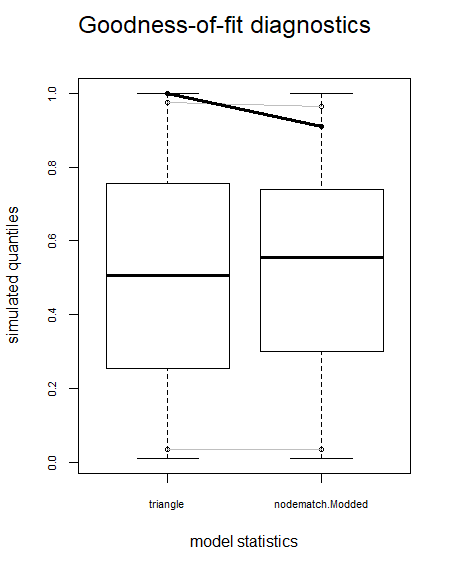 Goodness-of-fit diagnostics
simulated quantiles
1.0
0.8
0.6
0.4
0.2
0.0
triangle
nodematch.Modded
model statistics